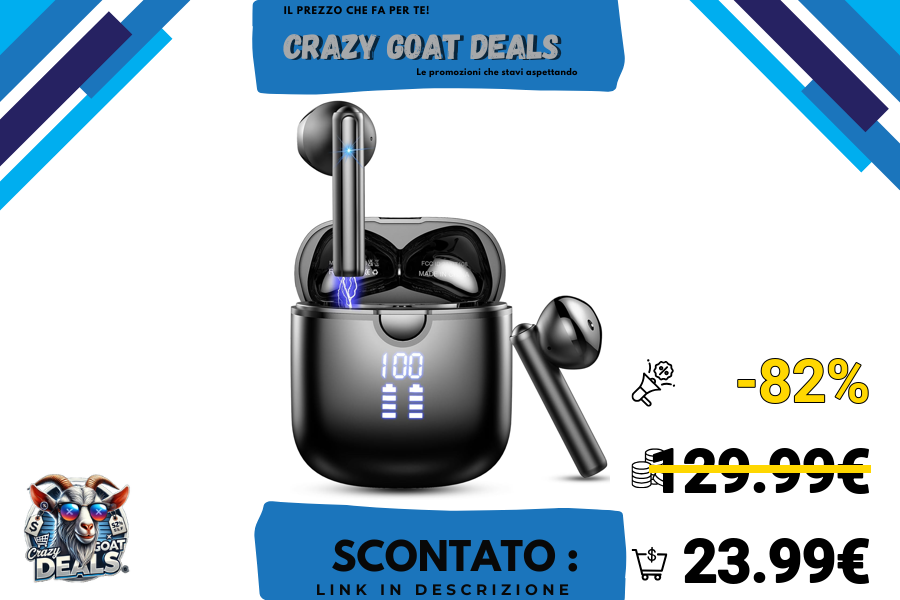 IL PREZZO CHE FA PER TE!
CRAZY GOAT DEALS
Le promozioni che stavi aspettando
100
-82%
129.99€
23.99€
SCONTATO :
LINK IN DESCRIZIONE
Crazy
GOAT
DEALS